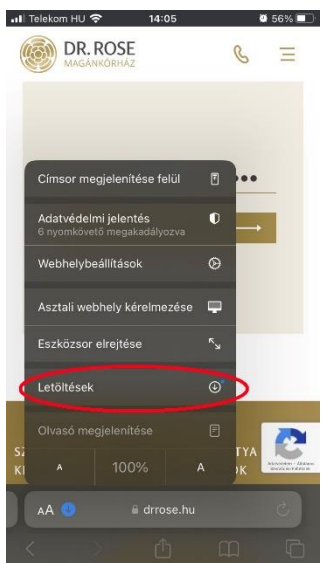 Telekom HU 14:05 56%
DR. ROSE
MAGÁNKÓRHÁZ
Címsor megjelenítése felül
Adatvédelmi jelentés
6 nyomkövető megakadályozva
Webhelybeállítások
Asztali webhely kérelmezése
Eszközsor elrejtése
Letöltések
Olvasó megjelenítése
A 100% A
AA drrose.hu